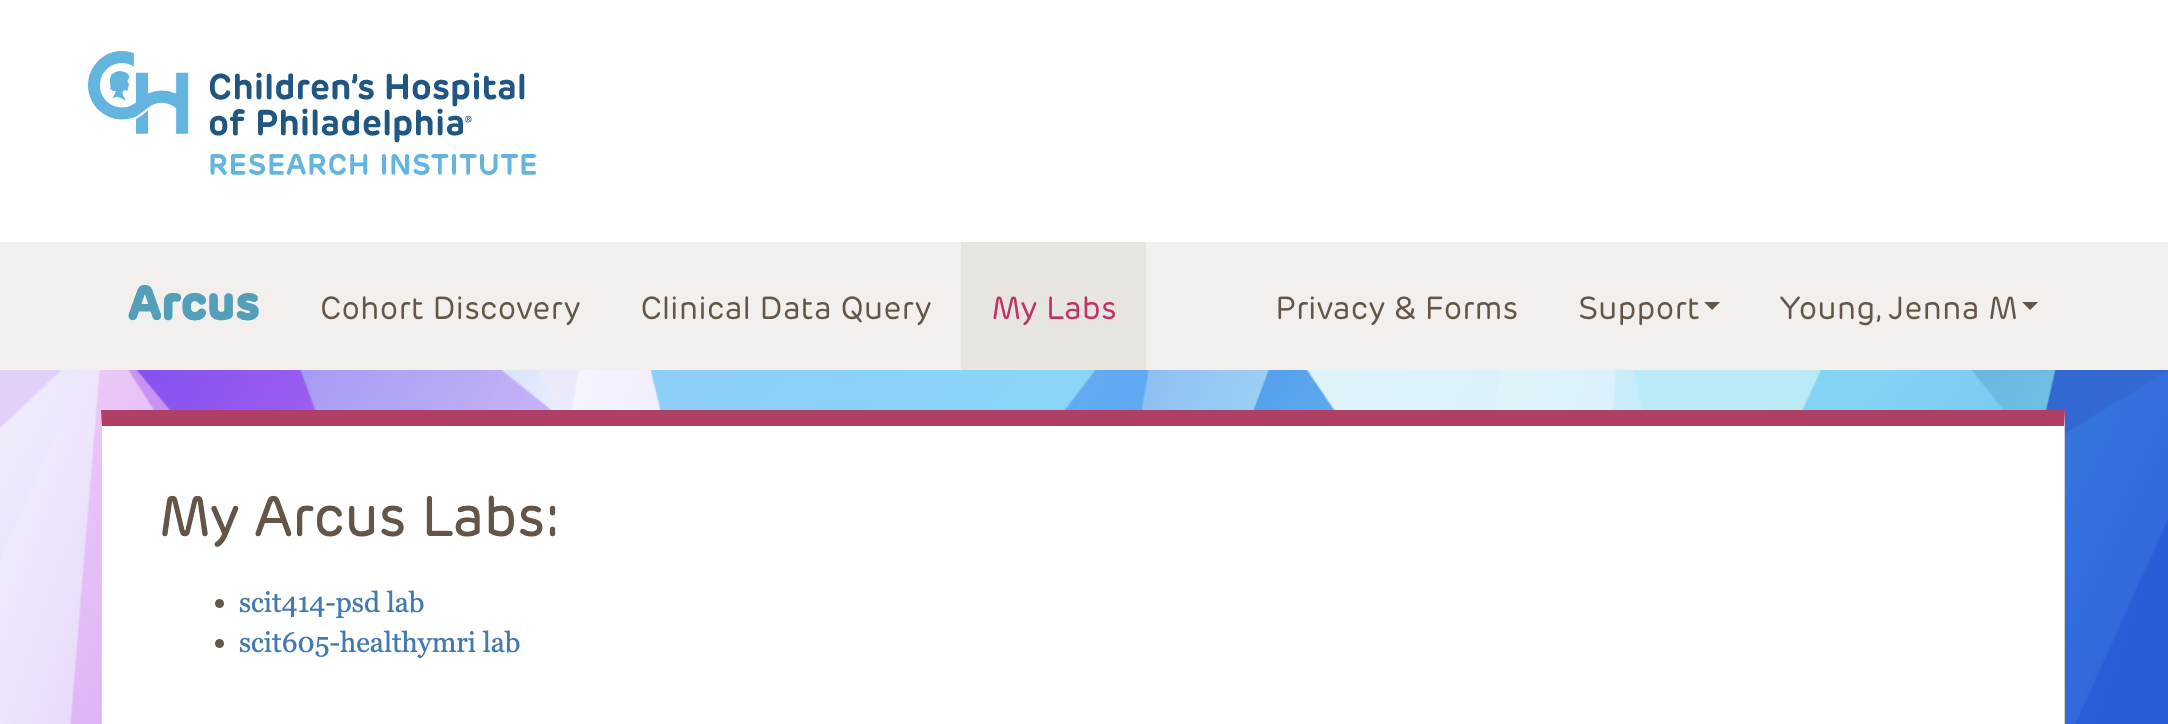 Children's Hospital
of Philadelphia®
RESEARCH INSTITUTE
Arcus Cohort Discovery Clinical Data Query My Labs Privacy & Forms Support Young, Jenna M
My Arcus Labs:
• scit414-psd lab
• scit605-healthymri lab